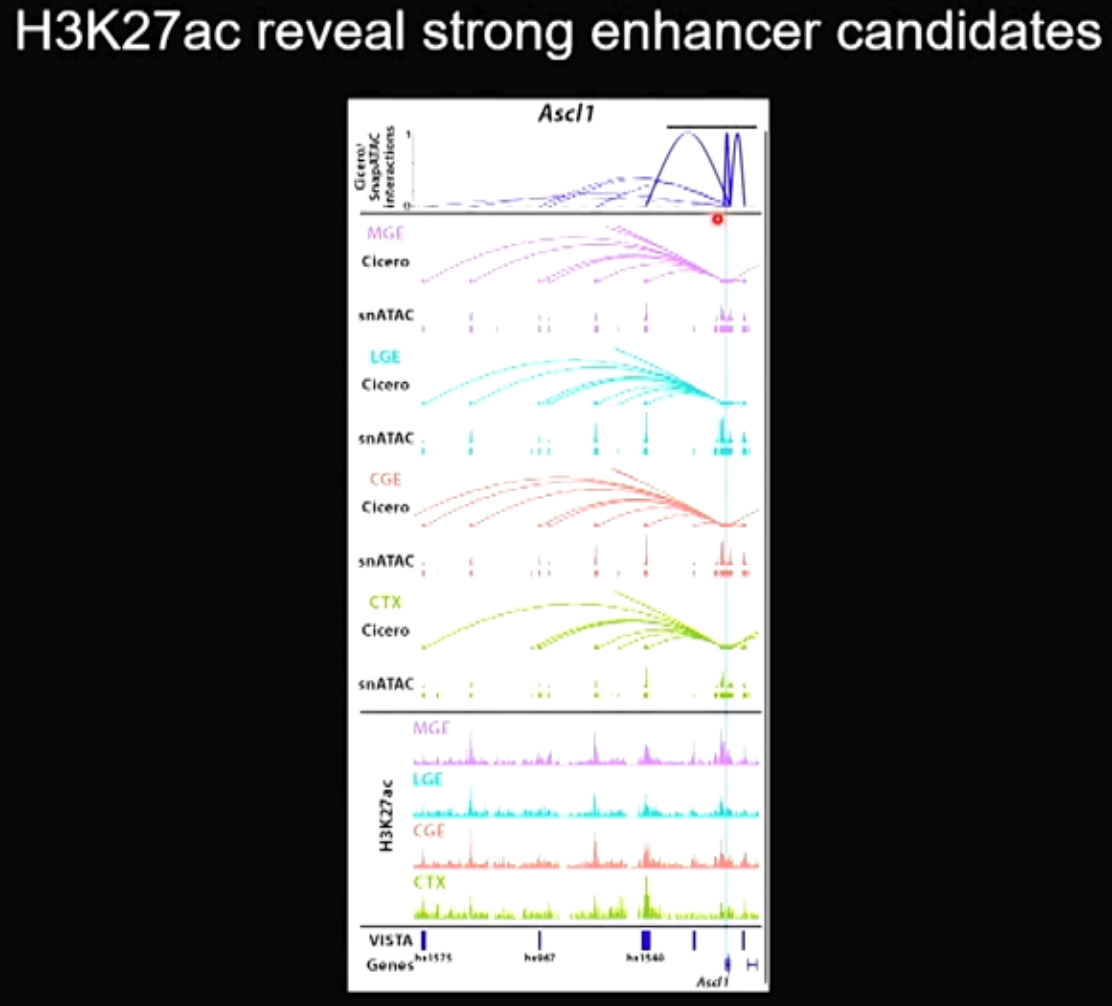 H3K27ac reveal strong enhancer candidates
Ascl1
Cicero/
SnapATAC
interactions
1
0
MGE
Cicero
snATAC
LGE
Cicero
snATAC
CGE
Cicero
snATAC
CTX
Cicero
snATAC
H3K27ac
MGE
LGE
CGE
CTX
VISTA
hs1575
hs967
hs1540
Genes
Ascl1